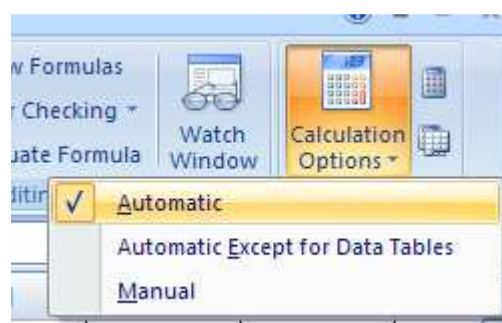 w Formulas
Checking
uate Formula
Watch
Window
Calculation
Options
Automatic
Automatic Except for Data Tables
Manual